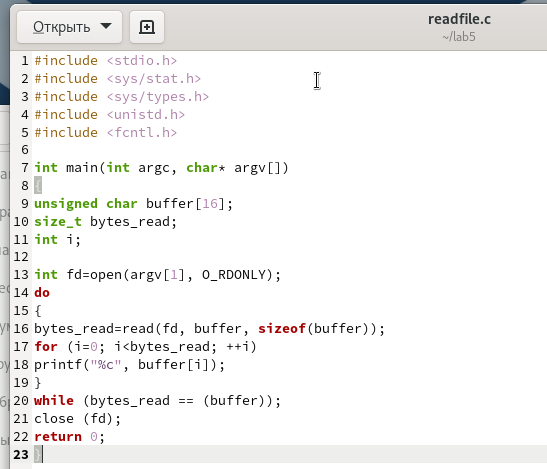 Открыть
readfile.c
~/lab5
1 #include <stdio.h>
2 #include <sys/stat.h>
3 #include <sys/types.h>
4 #include <unistd.h>
5 #include <fcntl.h>
6
7 int main(int argc, char* argv[])
8 {
9 unsigned char buffer[16];
10 size_t bytes_read;
11 int i;
12
13 int fd=open(argv[1], O_RDONLY);
14 do
15 {
16 bytes_read=read(fd, buffer, sizeof(buffer));
17 for (i=0; i<bytes_read; ++i)
18 printf("%c", buffer[i]);
19 }
20 while (bytes_read == (buffer));
21 close (fd);
22 return 0;
23 }